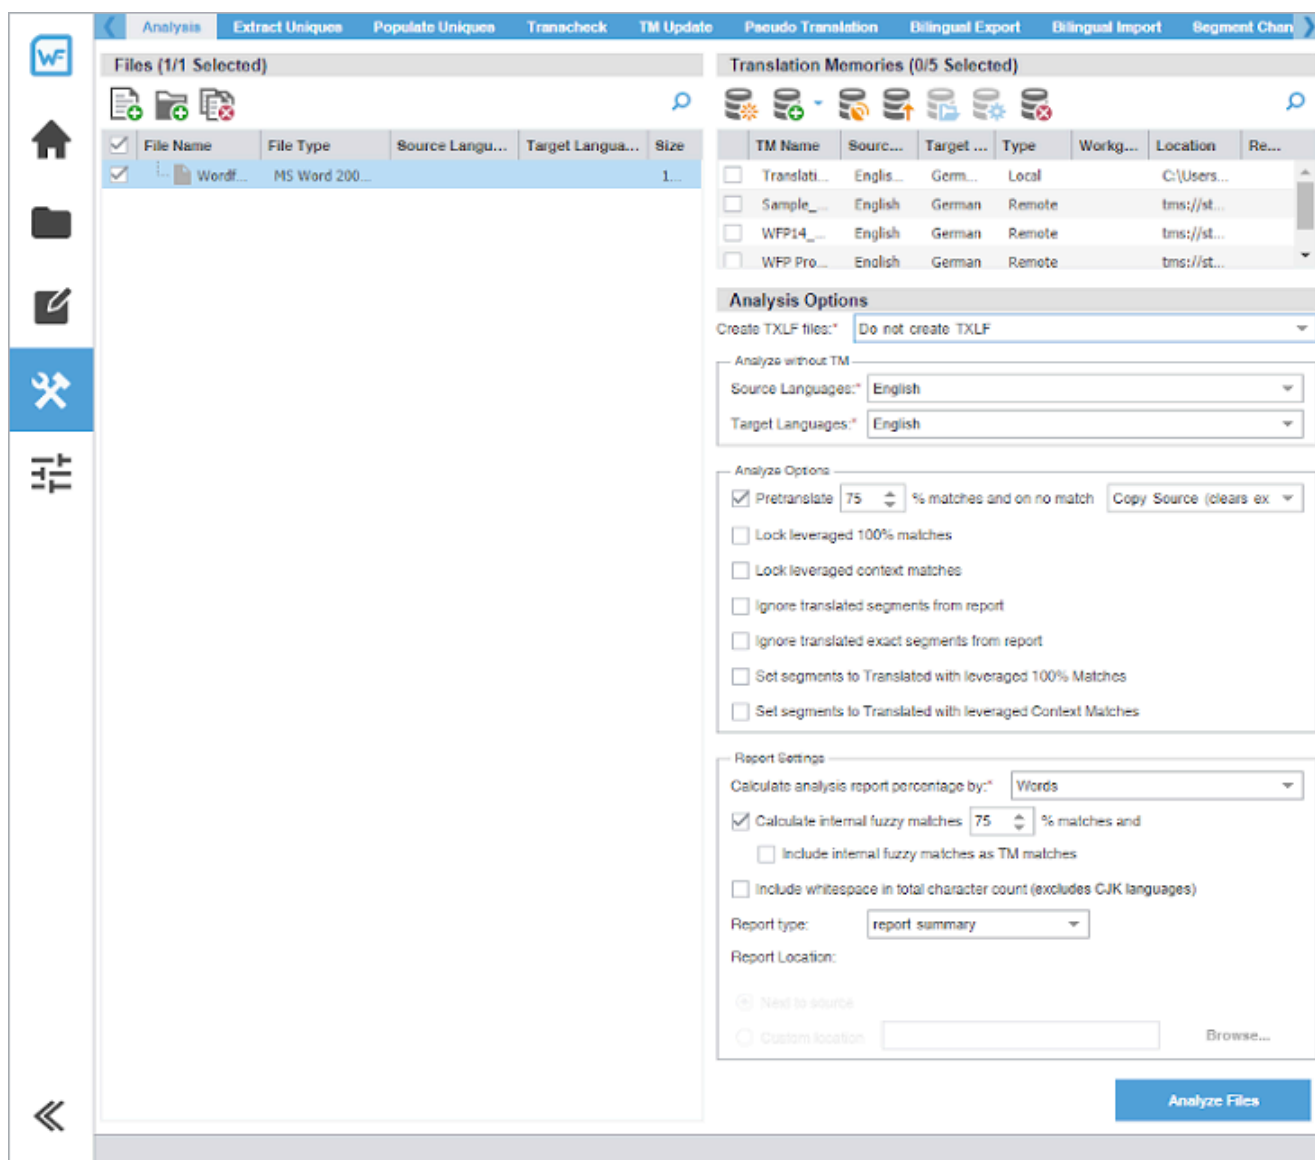 WF
Analysis Extract Uniques Populate Uniques Transcheck TM Update Pseudo Translation Bilingual Export Bilingual Import Segment Chan
Files (1/1 Selected)
File Name File Type Source Langu... Target Langua... Size
Wordf... MS Word 200... 1...
Translation Memories (0/5 Selected)
TM Name Sourc... Target ... Type Workg... Location Re...
Translati... Englis... Germ... Local C:\Users...
Sample_... English German Remote tms://st...
WFP14_... English German Remote tms://st...
WFP Pro... English German Remote tms://st...
Analysis Options
Create TXLF files:* Do not create TXLF
Analyze without TM
Source Languages:* English
Target Languages:* English
Analyze Options
Pretranslate 75 % matches and on no match Copy Source (clears ex
Lock leveraged 100% matches
Lock leveraged context matches
Ignore translated segments from report
Ignore translated exact segments from report
Set segments to Translated with leveraged 100% Matches
Set segments to Translated with leveraged Context Matches
Report Settings
Calculate analysis report percentage by:* Words
Calculate internal fuzzy matches 75 % matches and
Include internal fuzzy matches as TM matches
Include whitespace in total character count (excludes CJK languages)
Report type: report summary
Report Location:
Next to source
Custom location Browse...
Analyze Files